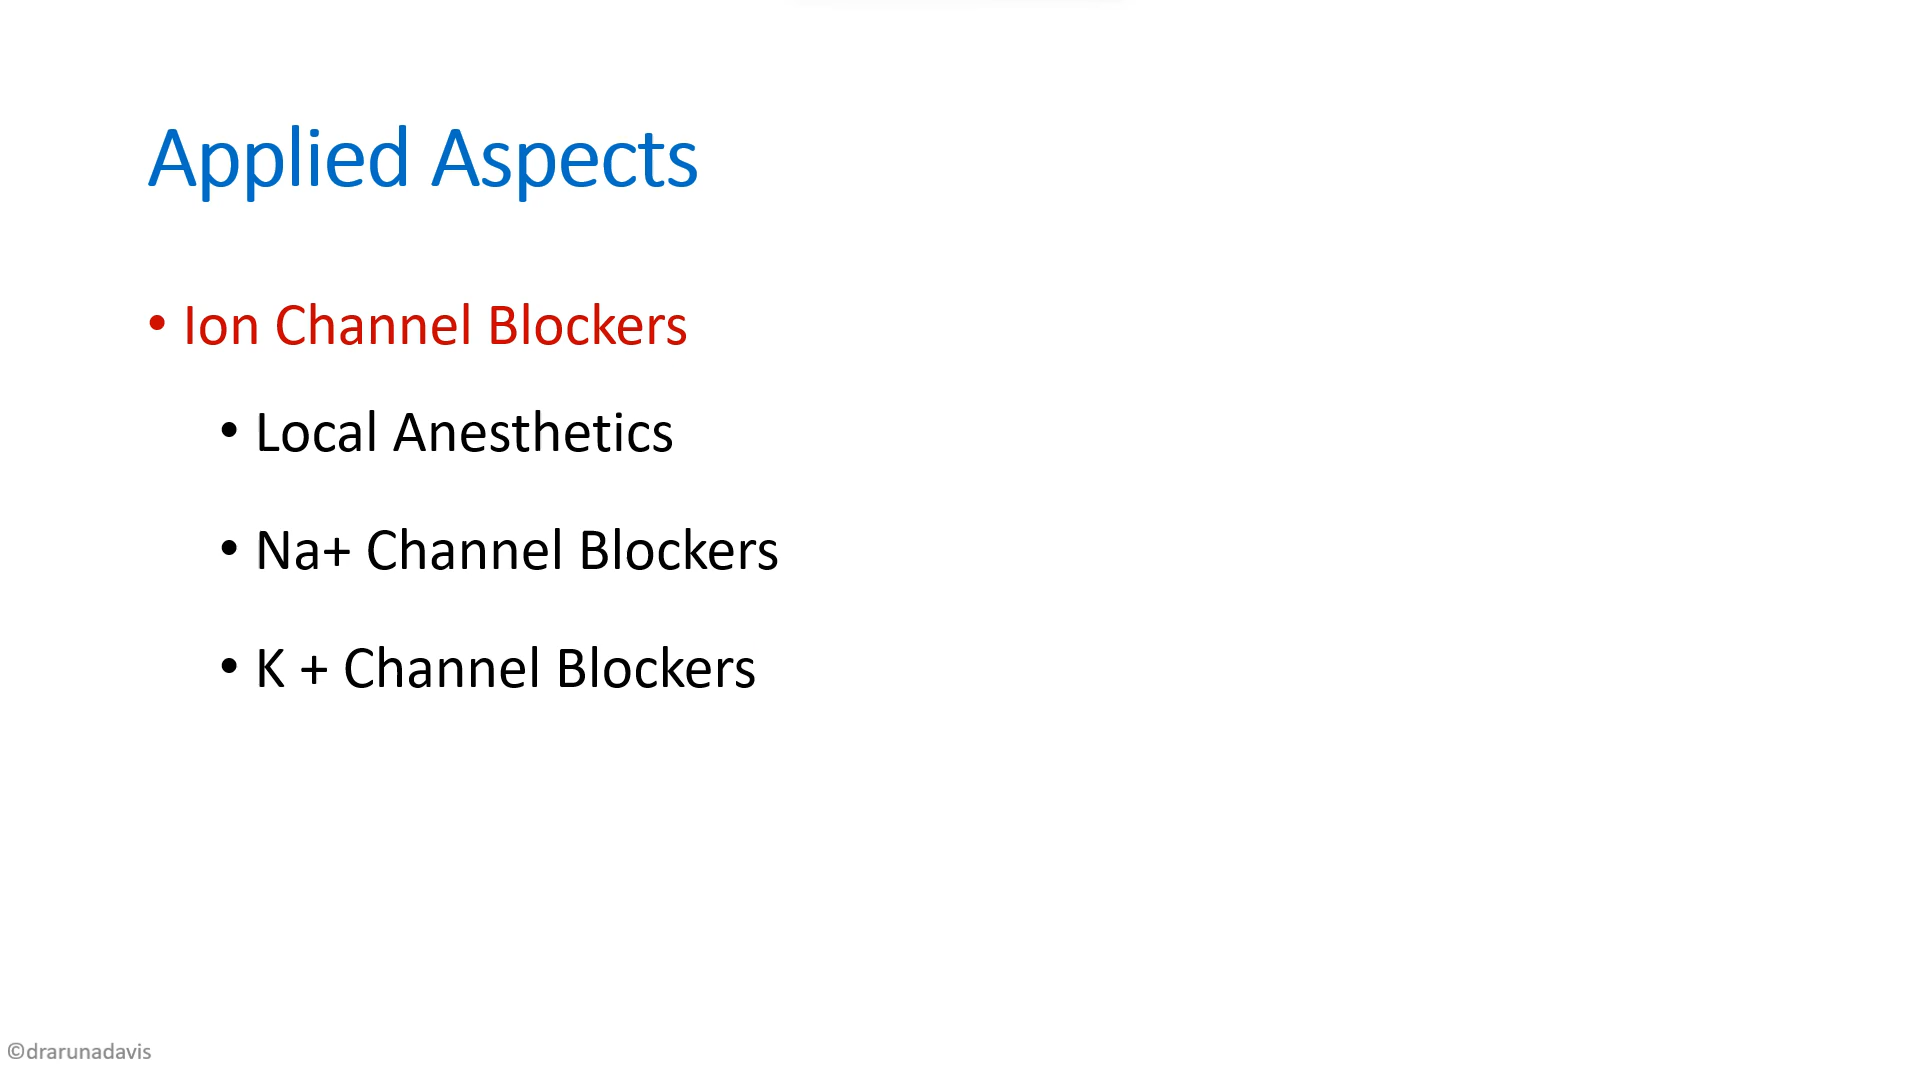 Applied Aspects
• Ion Channel Blockers
• Local Anesthetics
• Na+ Channel Blockers
• K + Channel Blockers
©drarunadavis